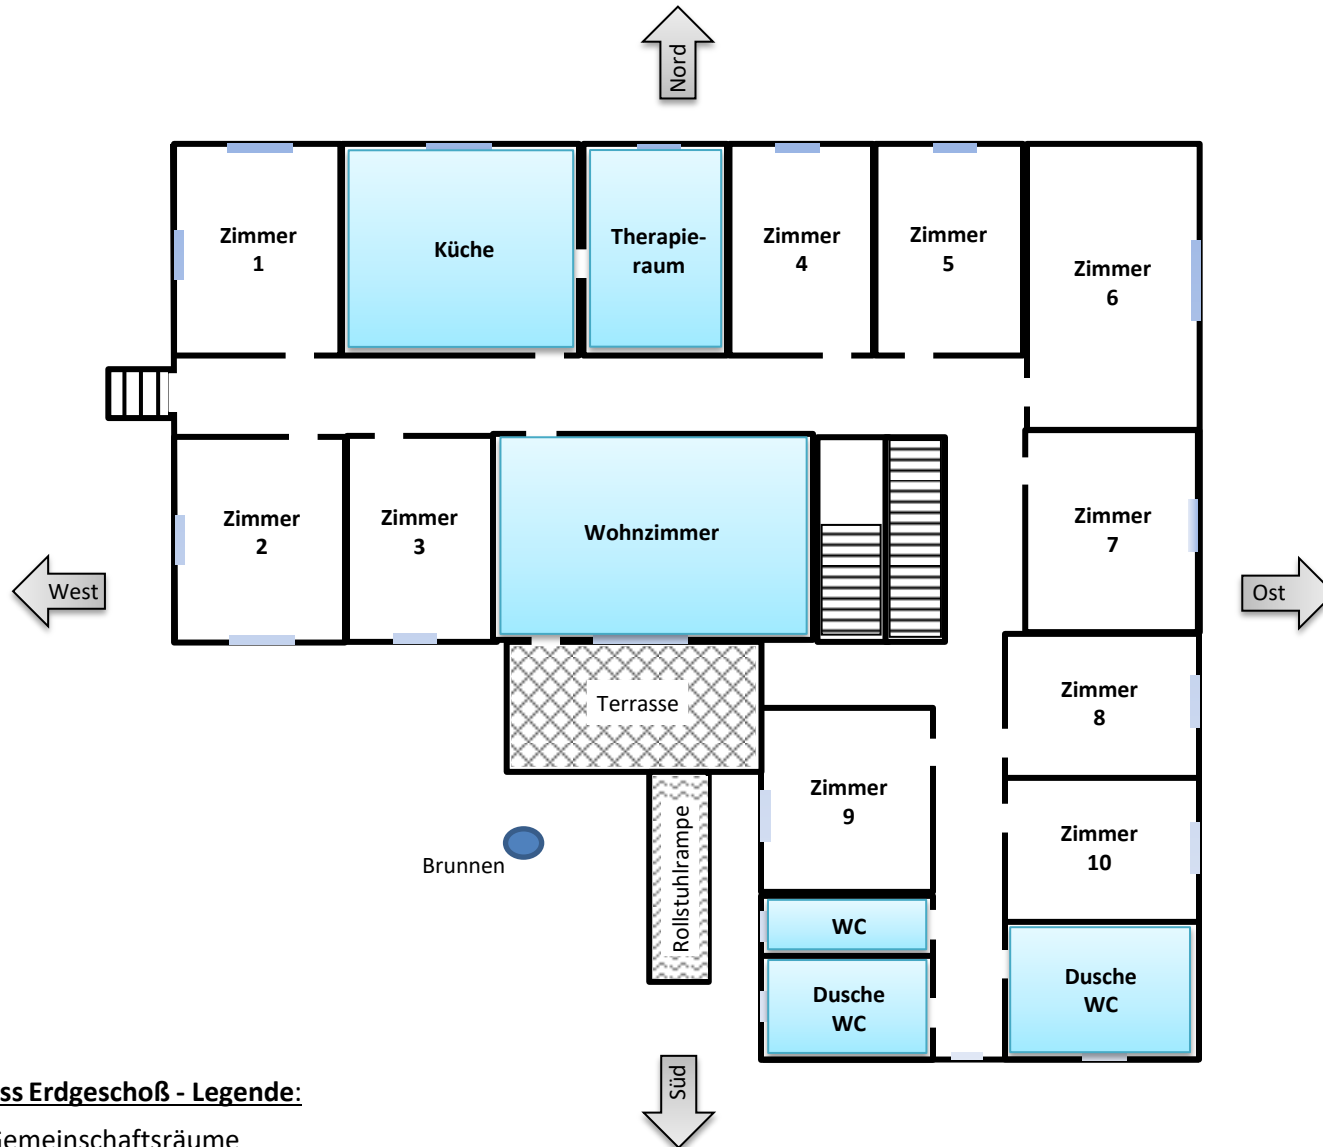 Nord
Zimmer
1
Küche
Therapie-
raum
Zimmer
4
Zimmer
5
Zimmer
6
Zimmer
2
Zimmer
3
Wohnzimmer
Zimmer
7
West
Ost
Terrasse
Zimmer
8
Zimmer
9
Rollstuhlrampe
Zimmer
10
Brunnen
WC
Dusche
WC
Dusche
WC
Süd
ss Erdgeschoß - Legende:
Gemeinschaftsräume